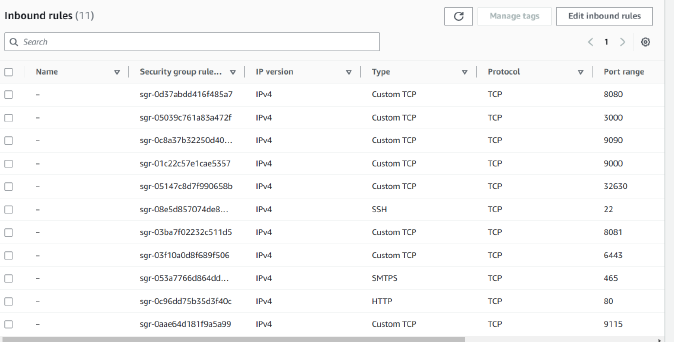 Inbound rules (11)
Manage tags
Edit inbound rules
Search
1
Name Security group rule... IP version Type Protocol Port range
– sgr-0d37abdd416f485a7 IPv4 Custom TCP TCP 8080
– sgr-05039c761a83a472f IPv4 Custom TCP TCP 3000
– sgr-0c8a37b32250d40... IPv4 Custom TCP TCP 9090
– sgr-01c22c57e1cae5357 IPv4 Custom TCP TCP 9000
– sgr-05147c8d7f990658b IPv4 Custom TCP TCP 32630
– sgr-08e5d857074de8... IPv4 SSH TCP 22
– sgr-03ba7f02232c511d5 IPv4 Custom TCP TCP 8081
– sgr-03f10a0d8f689f506 IPv4 Custom TCP TCP 6443
– sgr-053a7766d864dd... IPv4 SMTPS TCP 465
– sgr-0c96dd75b35d3f40c IPv4 HTTP TCP 80
– sgr-0aae64d181f9a5a99 IPv4 Custom TCP TCP 9115